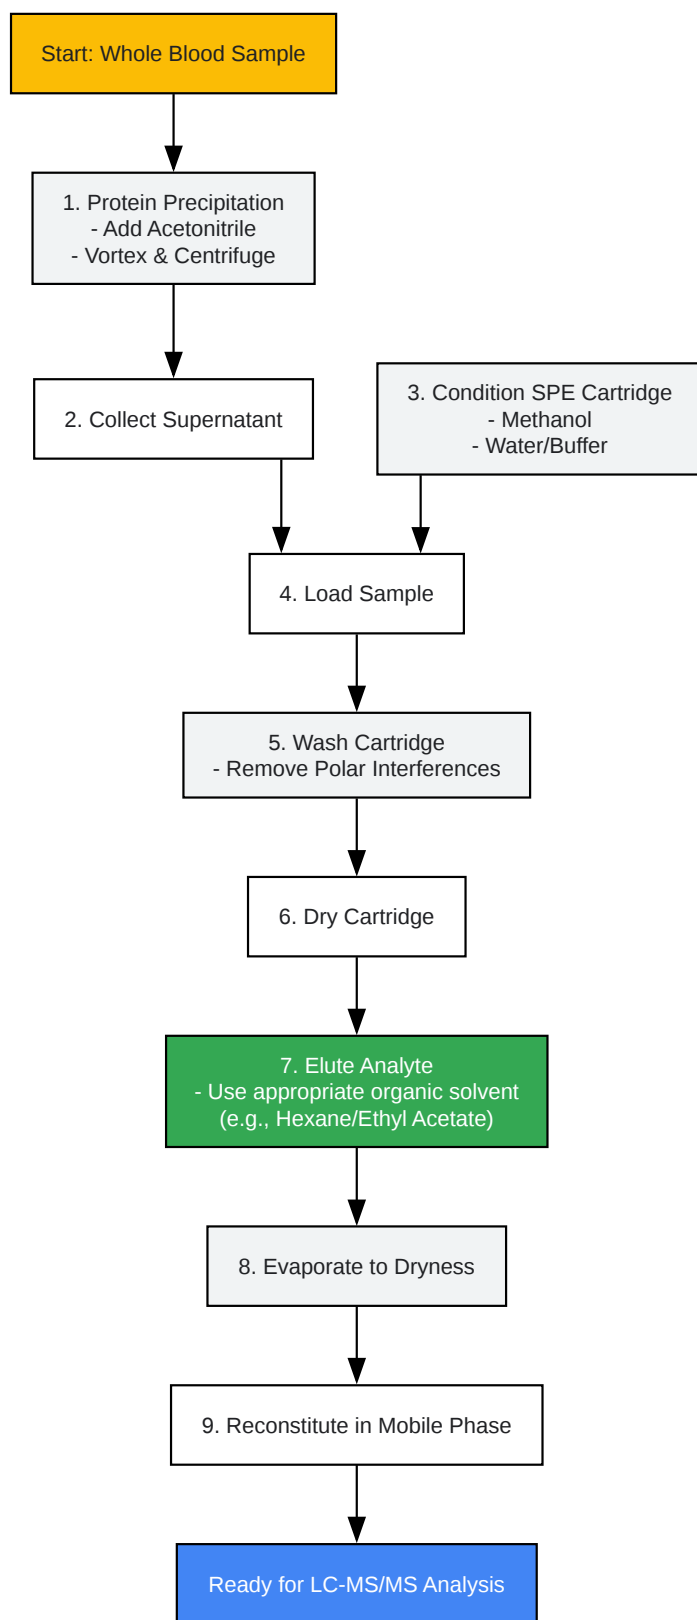 Start: Whole Blood Sample
1. Protein Precipitation
- Add Acetonitrile
- Vortex & Centrifuge
2. Collect Supernatant
3. Condition SPE Cartridge
- Methanol
- Water/Buffer
4. Load Sample
5. Wash Cartridge
- Remove Polar Interferences
6. Dry Cartridge
7. Elute Analyte
- Use appropriate organic solvent
(e.g., Hexane/Ethyl Acetate)
8. Evaporate to Dryness
9. Reconstitute in Mobile Phase
Ready for LC-MS/MS Analysis